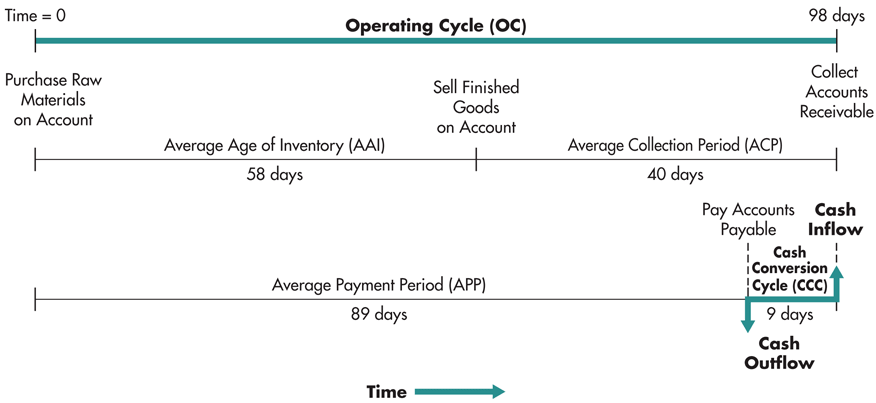 Time = 0
Operating Cycle (OC)
98 days
Purchase Raw
Materials
on Account
Sell Finished
Goods
on Account
Collect
Accounts
Receivable
Average Age of Inventory (AAI)
Average Collection Period (ACP)
58 days
40 days
Pay Accounts
Payable
Cash
Inflow
Cash
Conversion
Cycle (CCC)
Average Payment Period (APP)
89 days
9 days
Cash
Outflow
Time